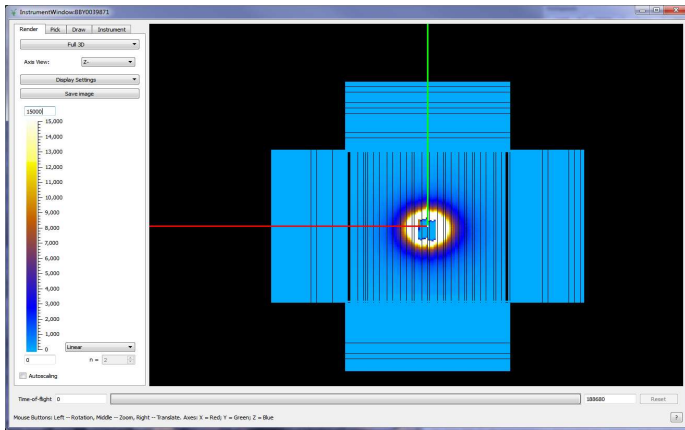 InstrumentWindow:BBY0039871
Render Pick Draw Instrument
Full 3D
Axis View: Z-
Display Settings
Save image
15000
15,000
14,000
13,000
12,000
11,000
10,000
9,000
8,000
7,000
6,000
5,000
4,000
3,000
2,000
1,000
0
Linear
0 n = 2
Autoscaling
Time-of-flight 0 188680 Reset
Mouse Buttons: Left -- Rotation, Middle -- Zoom, Right -- Translate. Axes: X = Red; Y = Green; Z = Blue ?